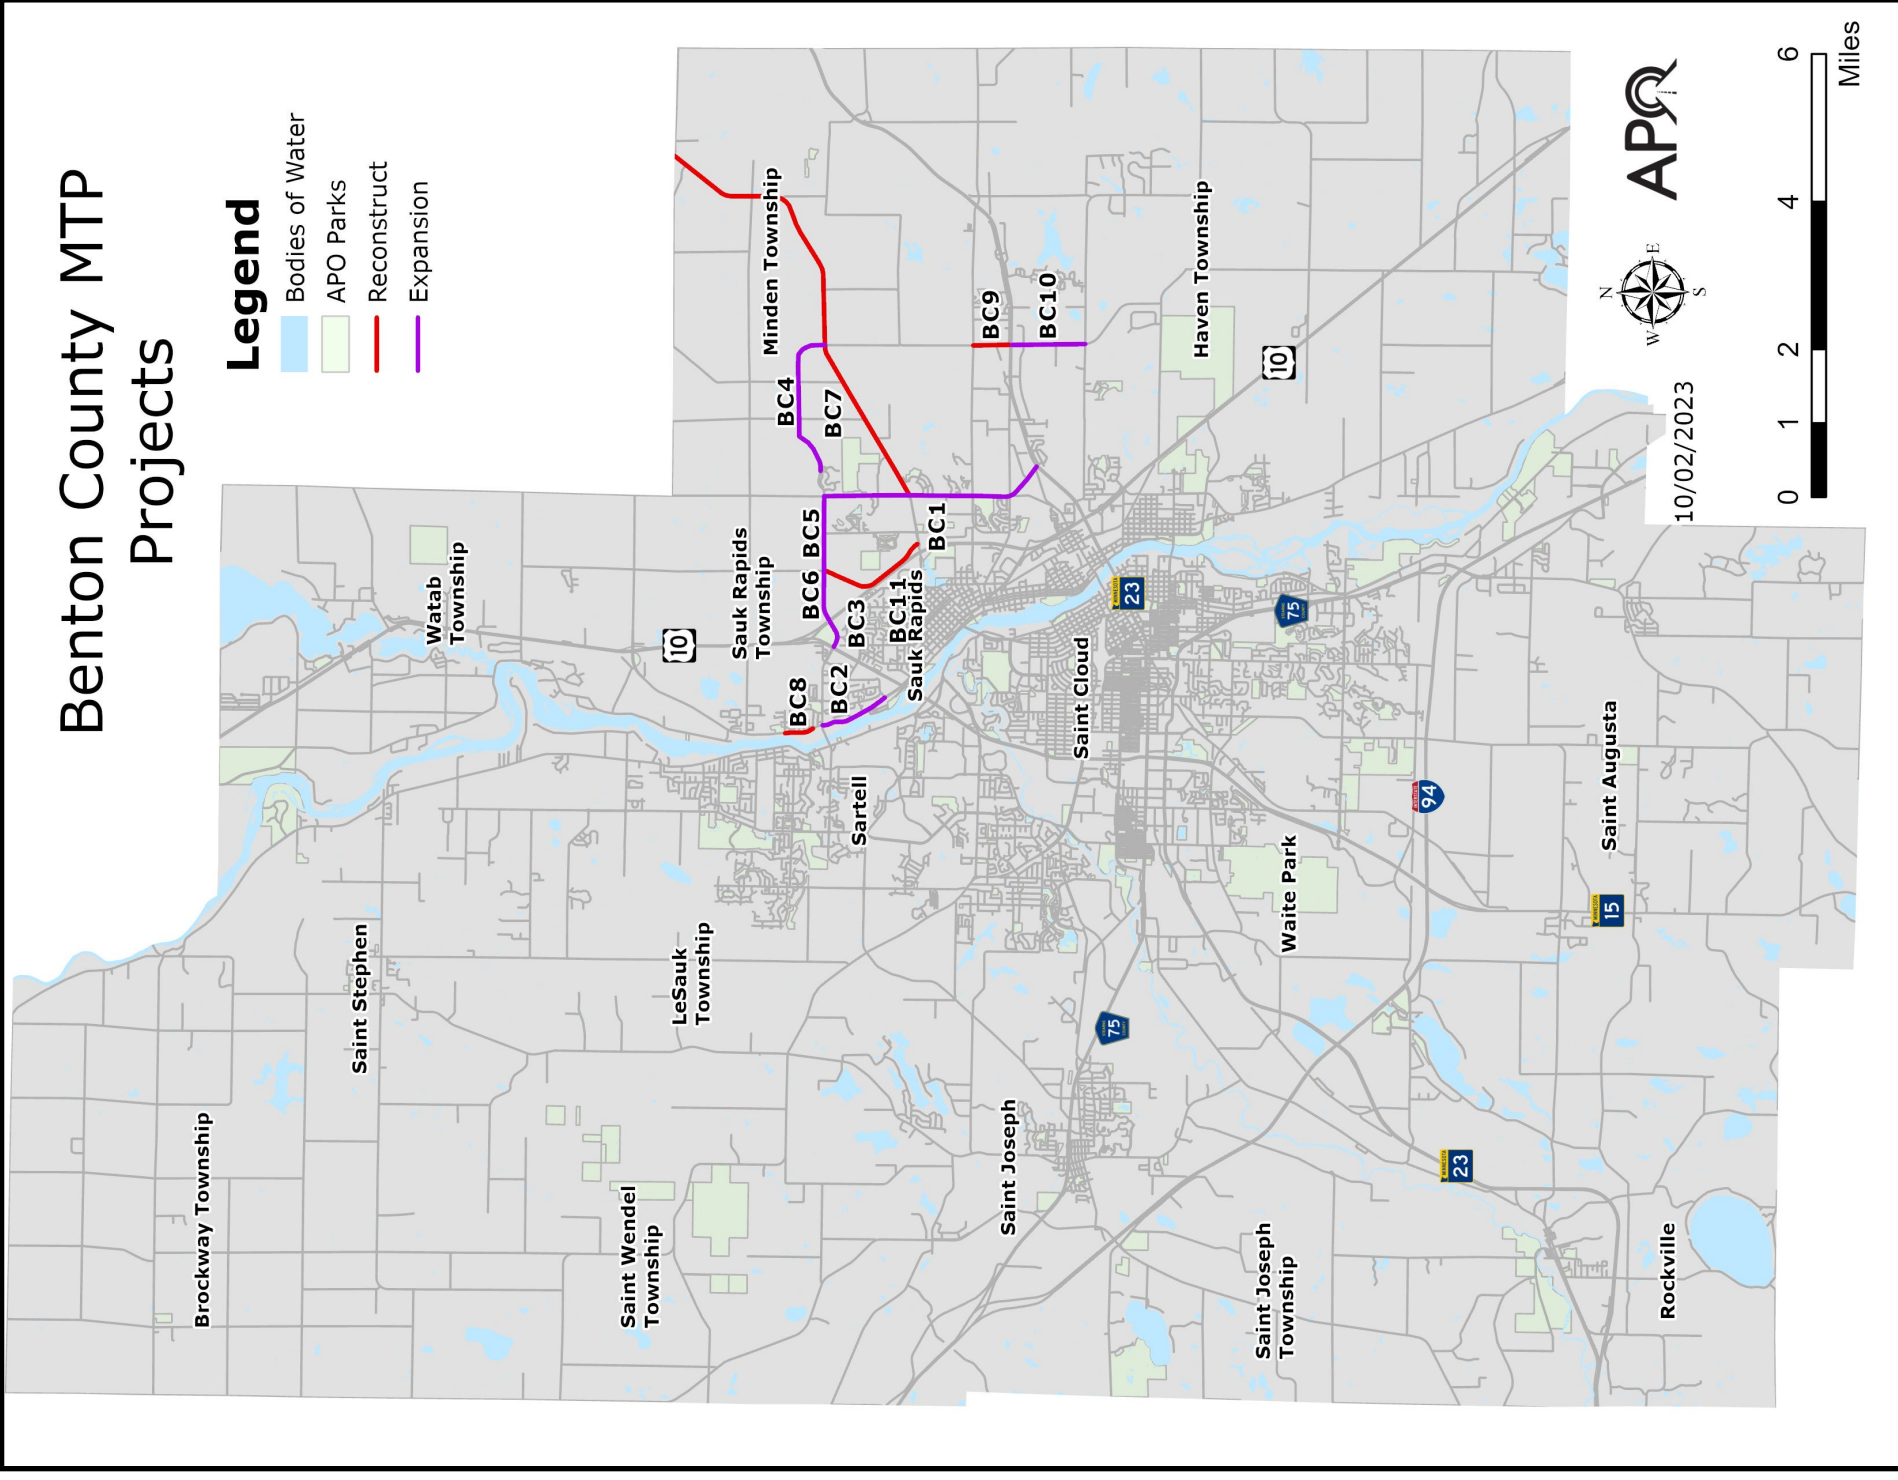 Benton County MTP
Projects
Legend
Bodies of Water
APO Parks
Reconstruct
Expansion
Brockway Township
Saint Stephen
Watab
Township
10
Saint Wendel
Township
LeSauk
Township
Sauk Rapids
Township
Minden Township
BC8
BC4
BC6
BC5
BC2
BC7
BC3
Sartell
BC11
Sauk Rapids
BC1
BC9
Saint Joseph
BC10
Saint Cloud
75
23
Haven Township
Saint Joseph
Township
Waite Park
75
10
94
23
15
Saint Augusta
Rockville
10/02/2023
N
W
E
S
APO
0 1 2 4 6
Miles